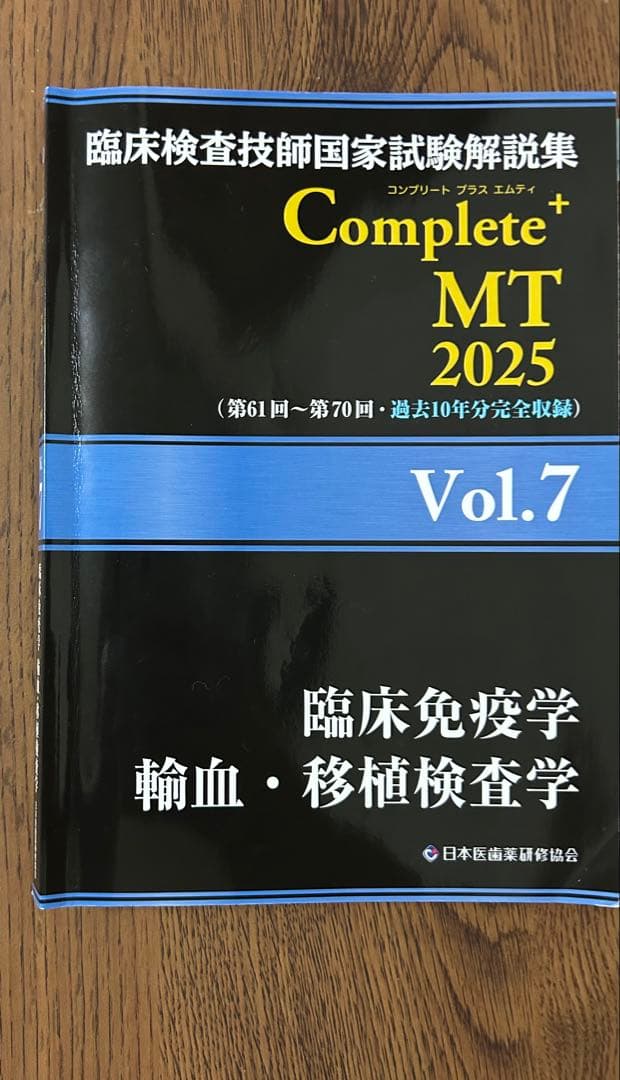 臨床検査技師国家試験解説集
コンプリート プラス エムティ
Complete+
MT
2025
(第61回～第70回・過去10年分完全収録)
Vol.7
臨床免疫学
輸血・移植検査学
日本医歯薬研修協会